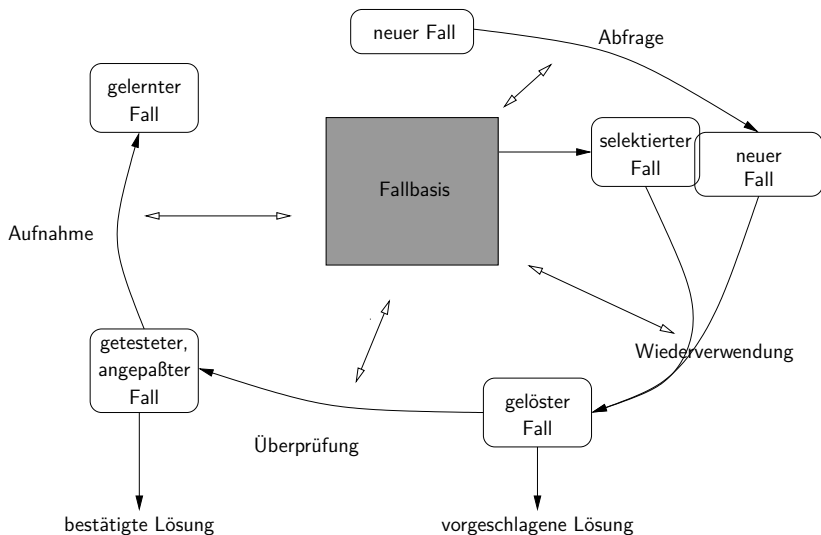 neuer Fall
Abfrage
gelernter
Fall
selektierter
Fall
neuer
Fall
Fallbasis
Aufnahme
getesteter,
angepaßter
Fall
Wiederverwendung
gelöster
Fall
Überprüfung
bestätigte Lösung
vorgeschlagene Lösung